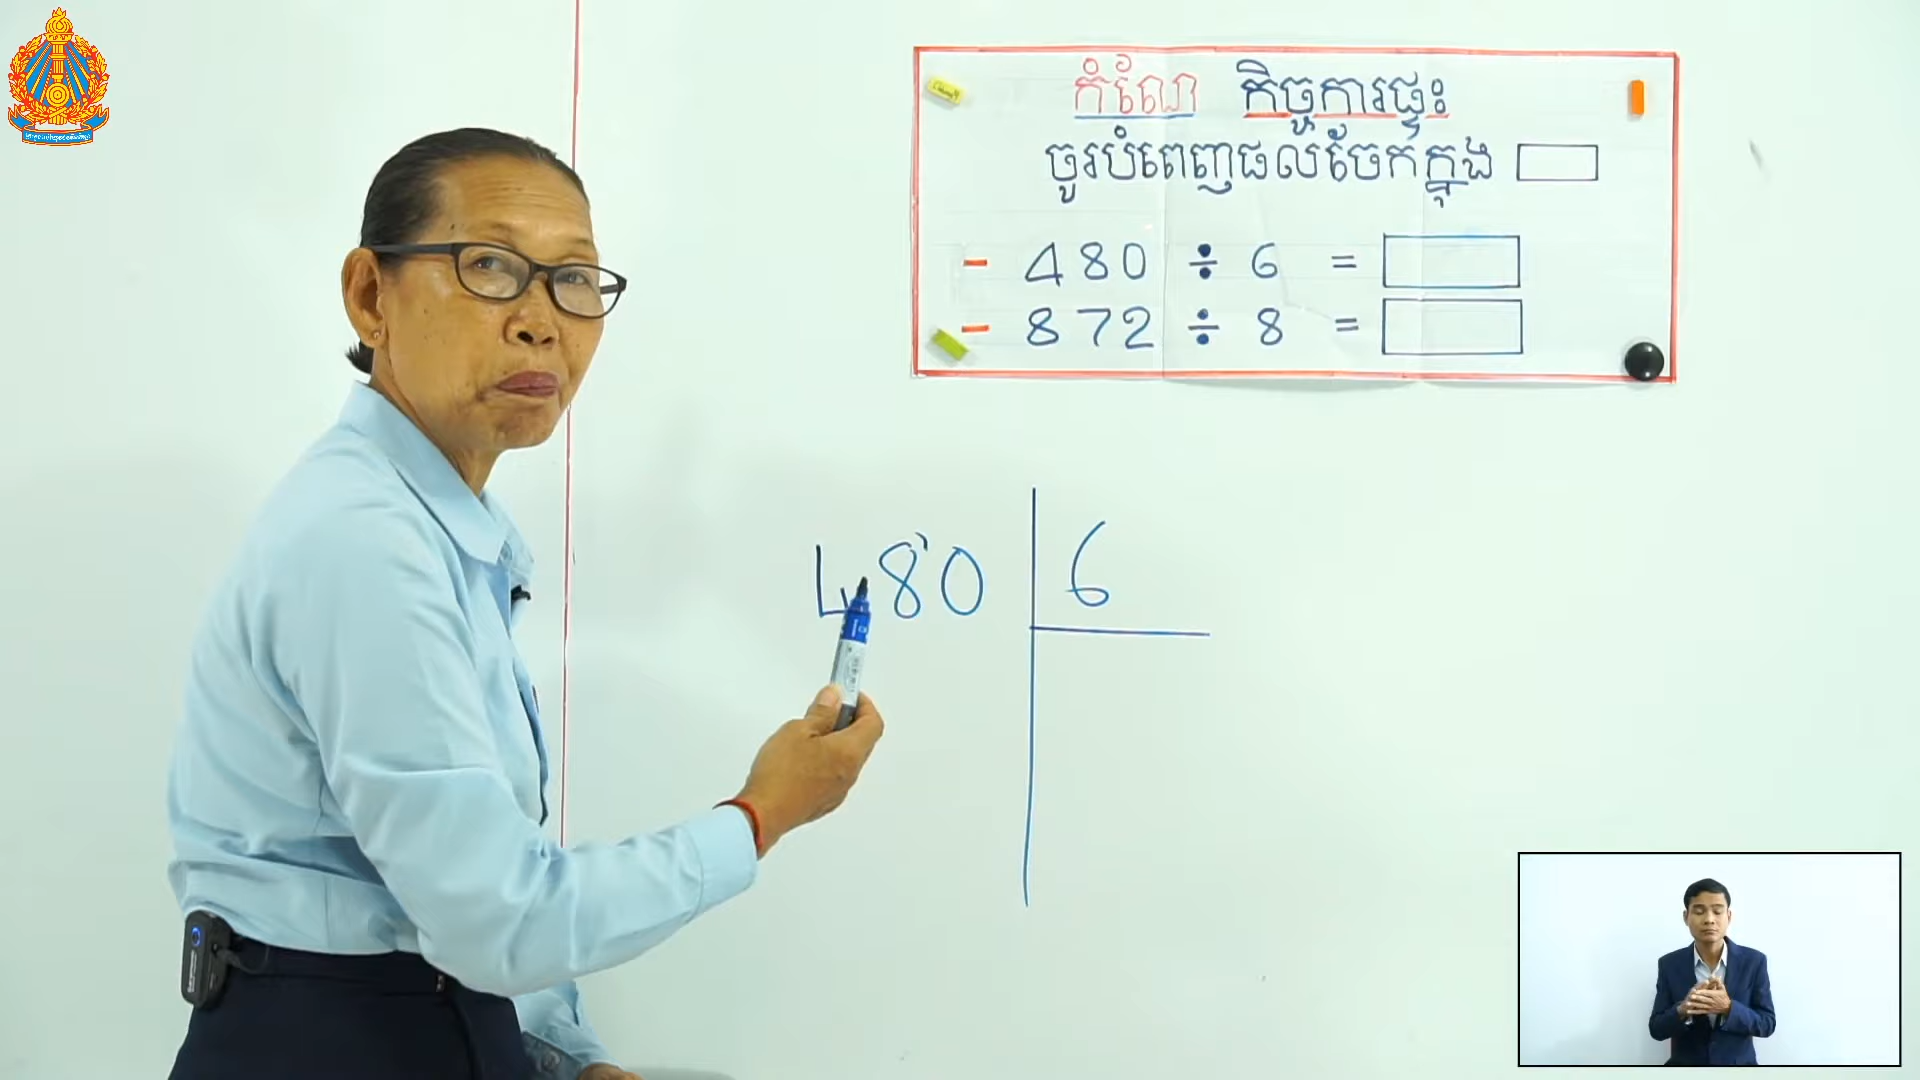 កំណែ កិច្ចការផ្ទះ
ចូរបំពេញផលចែកក្នុង
- 480 ÷ 6 =
- 872 ÷ 8 =
480 6